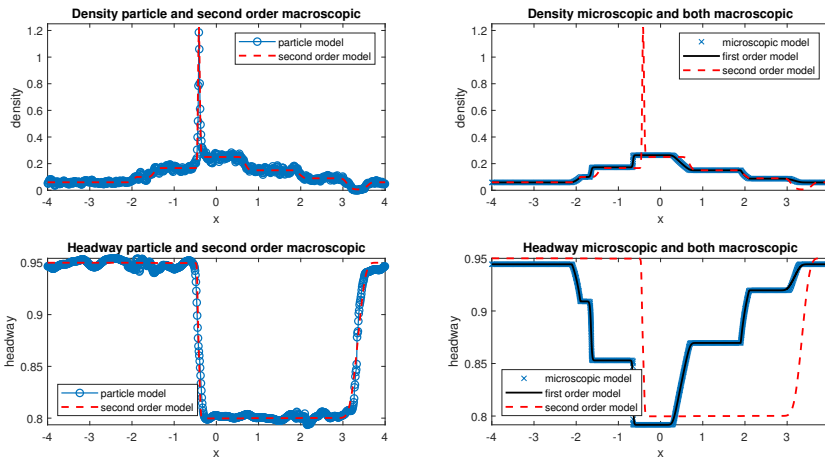 Density particle and second order macroscopic
1.2
1
0.8
0.6
0.4
0.2
0
density
particle model
second order model
-4 -3 -2 -1 0 1 2 3 4
x
Density microscopic and both macroscopic
1.2
1
0.8
0.6
0.4
0.2
0
density
microscopic model
first order model
second order model
-4 -3 -2 -1 0 1 2 3 4
x
Headway particle and second order macroscopic
0.95
0.9
0.85
0.8
headway
particle model
second order model
-4 -3 -2 -1 0 1 2 3 4
x
Headway microscopic and both macroscopic
0.95
0.9
0.85
0.8
headway
microscopic model
first order model
second order model
-4 -3 -2 -1 0 1 2 3 4
x